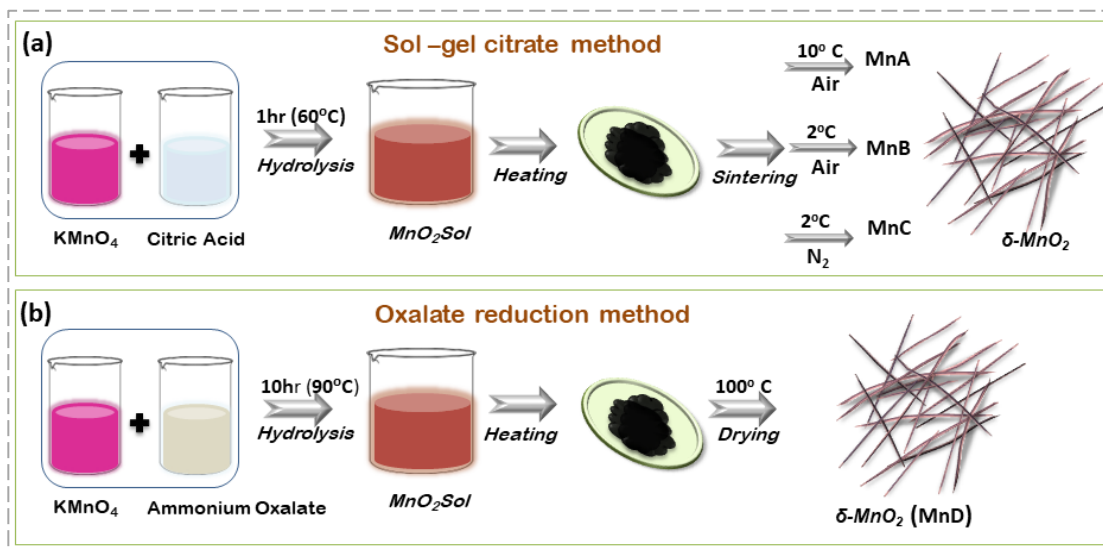 (a)
Sol –gel citrate method
KMnO₄
Citric Acid
1hr (60°C)
Hydrolysis
MnO₂Sol
Heating
Sintering
10° C
Air
MnA
2°C
Air
MnB
2°C
N₂
MnC
δ-MnO₂
(b)
Oxalate reduction method
KMnO₄
Ammonium Oxalate
10hr (90°C)
Hydrolysis
MnO₂Sol
Heating
100° C
Drying
δ-MnO₂ (MnD)